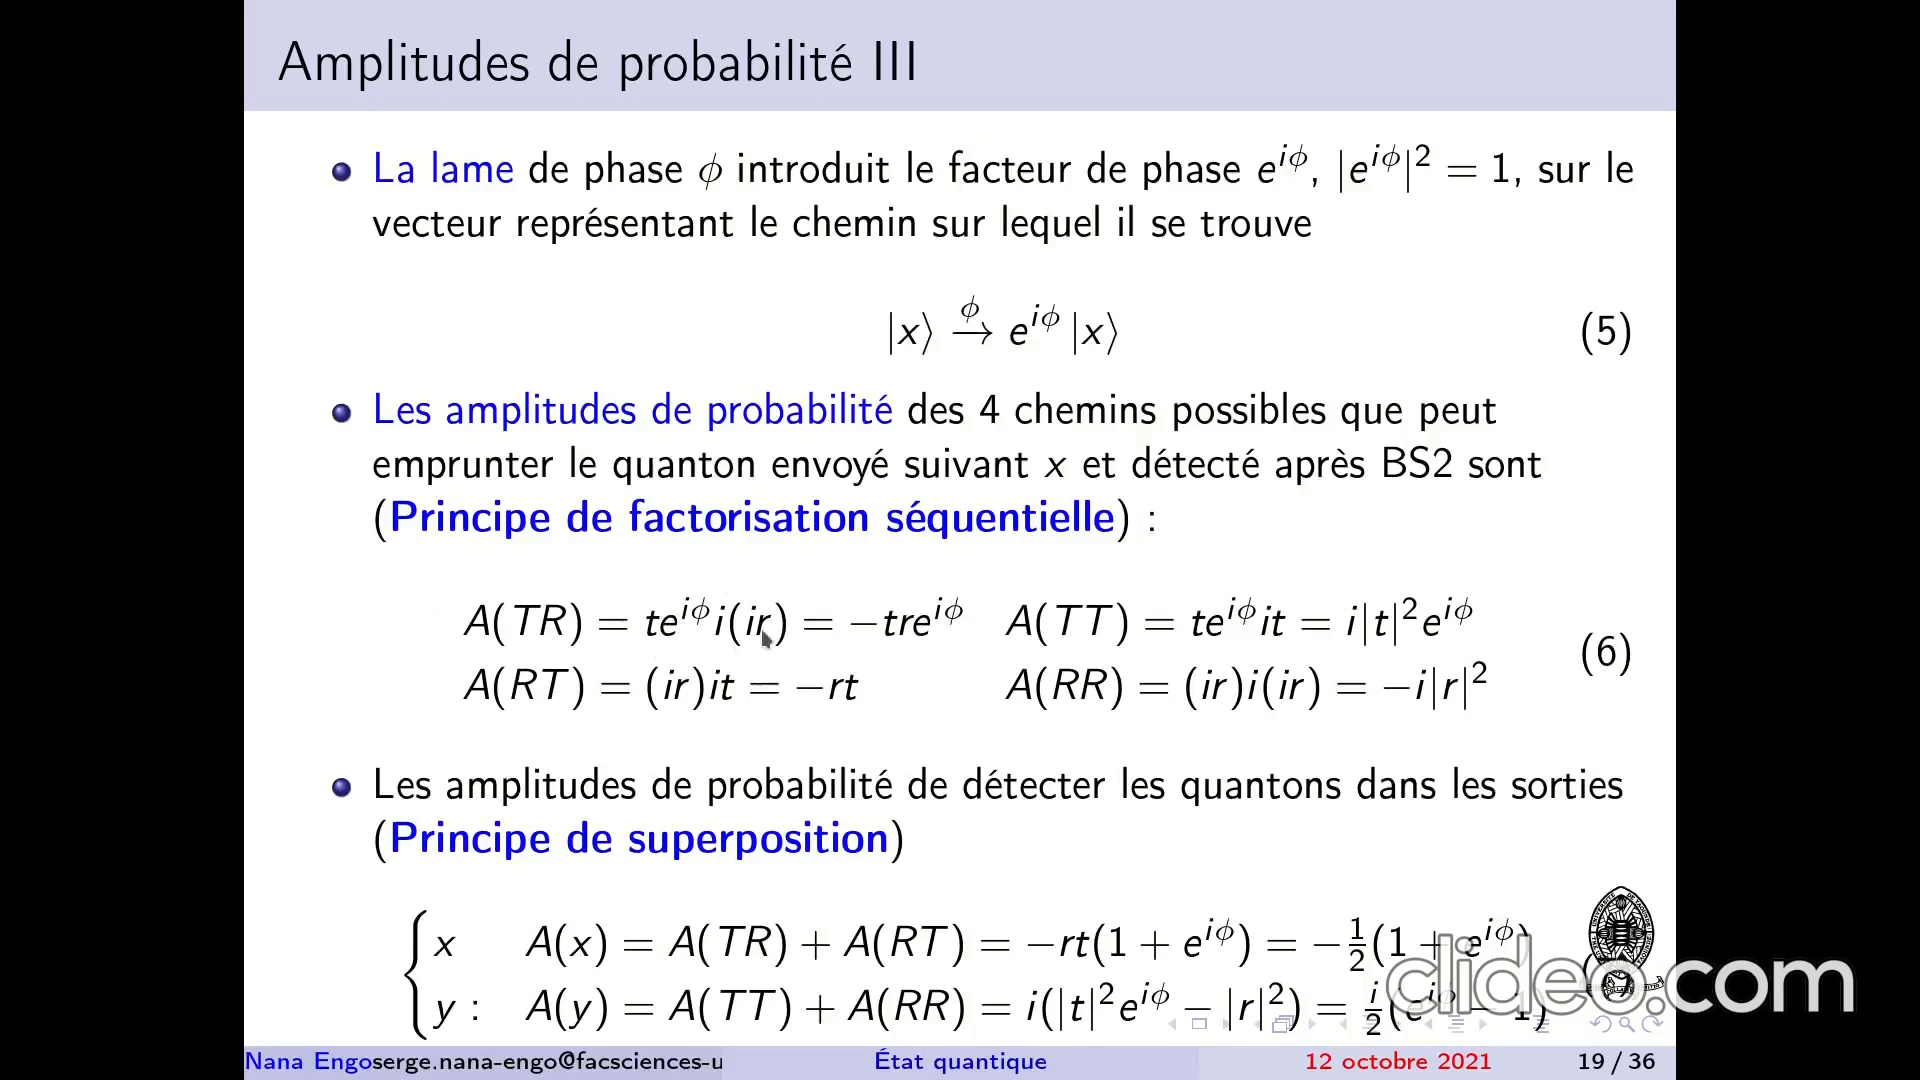 Amplitudes de probabilité III
La lame de phase ϕ introduit le facteur de phase e^{iϕ}, |e^{iϕ}|² = 1, sur le
vecteur représentant le chemin sur lequel il se trouve
|x⟩ →^ϕ e^{iϕ} |x⟩ (5)
Les amplitudes de probabilité des 4 chemins possibles que peut
emprunter le quanton envoyé suivant x et détecté après BS2 sont
(Principe de factorisation séquentielle) :
A(TR) = te^{iϕ}i(ir) = −tre^{iϕ} A(TT) = te^{iϕ}it = i|t|²e^{iϕ}
A(RT) = (ir)it = −rt A(RR) = (ir)i(ir) = −i|r|² (6)
Les amplitudes de probabilité de détecter les quantons dans les sorties
(Principe de superposition)
x A(x) = A(TR) + A(RT) = −rt(1 + e^{iϕ}) = −½(1 + e^{iϕ})
y : A(y) = A(TT) + A(RR) = i(|t|²e^{iϕ} − |r|²) = i/2(e^{iϕ} − 1)
clideo.com
Nana Engoserge.nana-engo@facsciences-u État quantique 12 octobre 2021 19 / 36